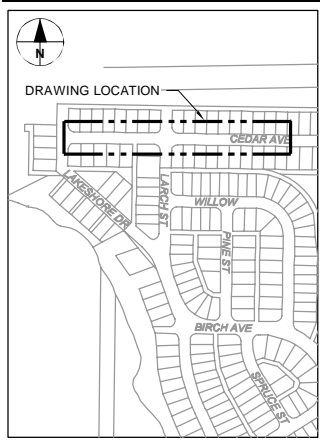 N
DRAWING LOCATION
CEDAR AVE
LAKESHORE DR
LARCH ST
WILLOW
PINE ST
BIRCH AVE
SPRUCE ST